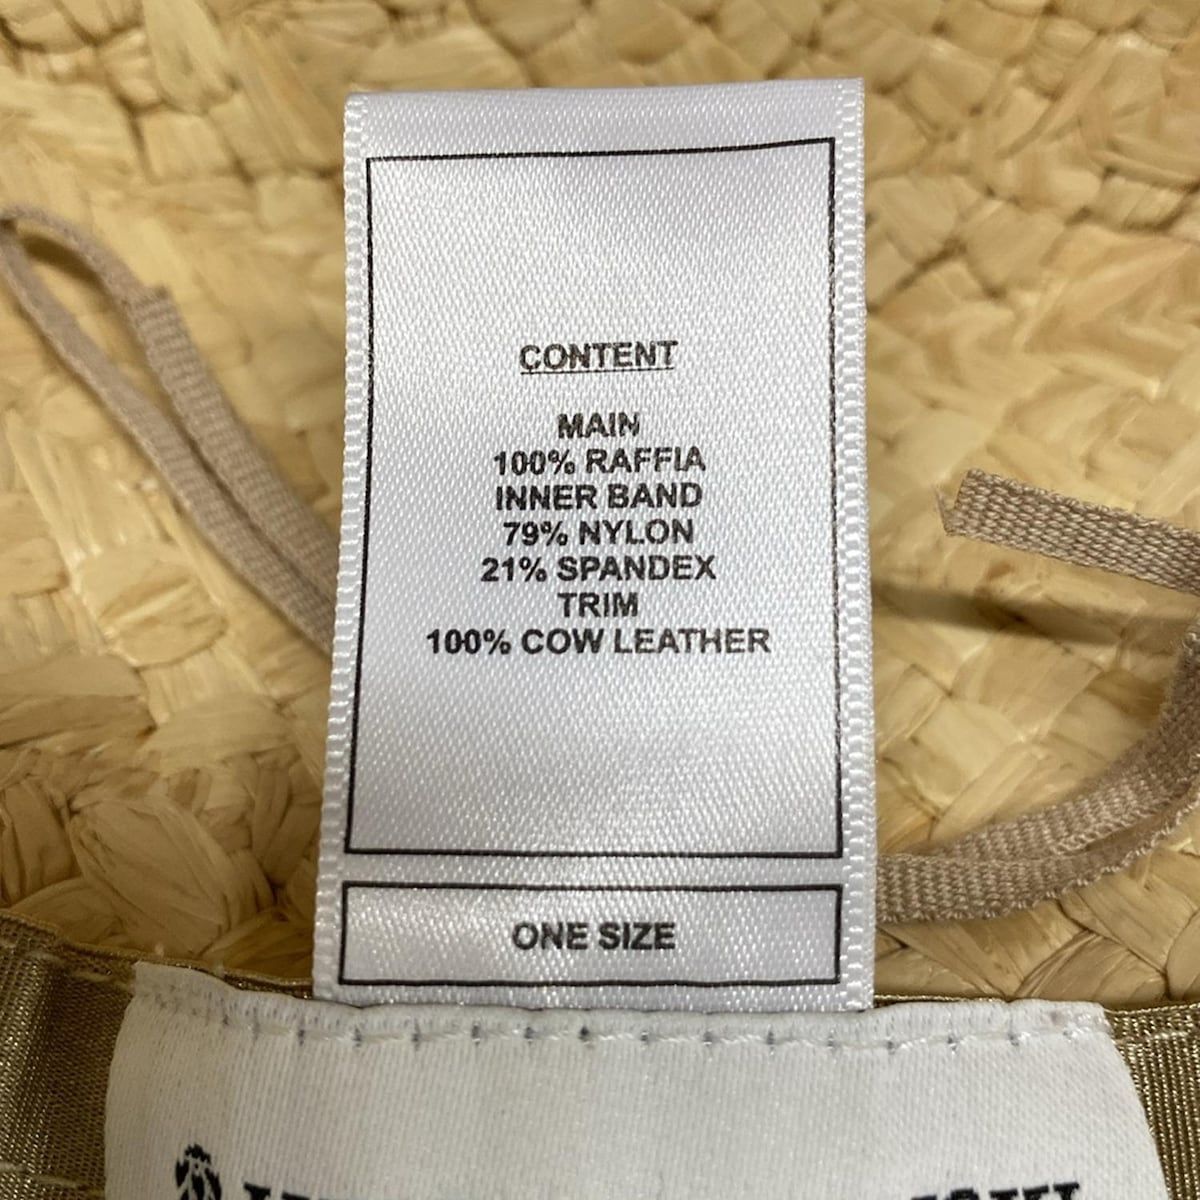 CONTENT
MAIN
100% RAFFIA
INNER BAND
79% NYLON
21% SPANDEX
TRIM
100% COW LEATHER
ONE SIZE